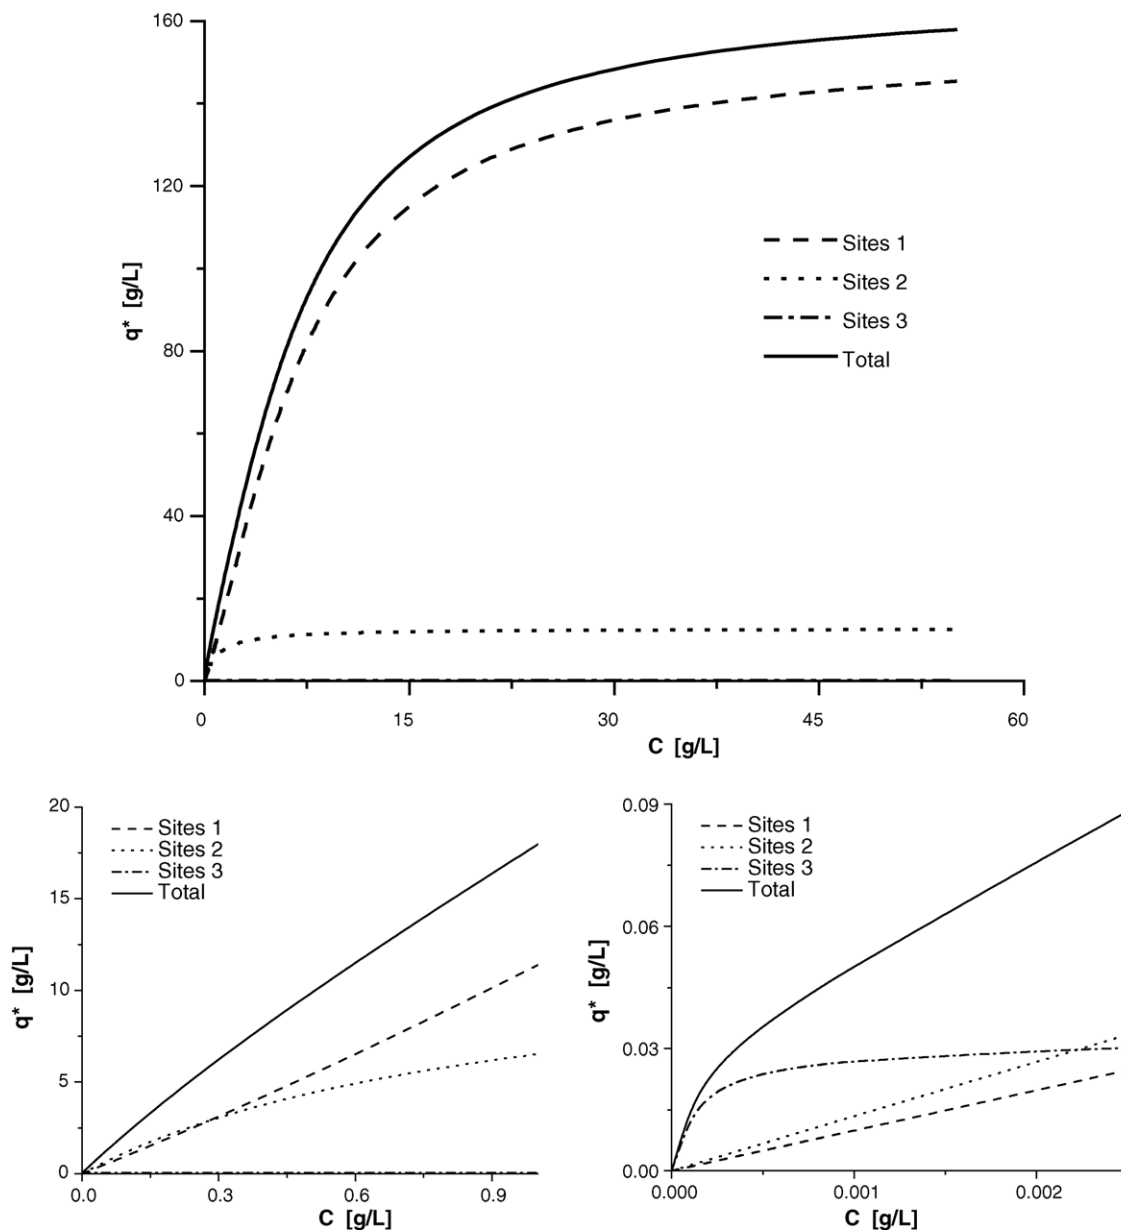 160
120
80
40
0
q* [g/L]
Sites 1
Sites 2
Sites 3
Total
0 15 30 45 60
C [g/L]
20
15
10
5
0
q* [g/L]
Sites 1
Sites 2
Sites 3
Total
0.0 0.3 0.6 0.9
C [g/L]
0.09
0.06
0.03
0.00
q* [g/L]
Sites 1
Sites 2
Sites 3
Total
0.000 0.001 0.002
C [g/L]